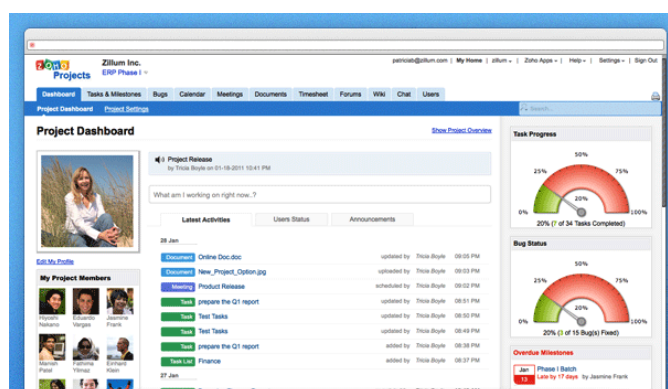 ZOHO Projects
Zillum Inc.
ERP Phase I
patriciab@zillum.com | My Home | zillum | Zoho Apps | Help | Settings | Sign Out
Dashboard Tasks & Milestones Bugs Calendar Meetings Documents Timesheet Forums Wiki Chat Users
Project Dashboard Project Settings
Search...
Project Dashboard
Show Project Overview
Project Release
by Tricia Boyle on 01-18-2011 10:41 PM
What am I working on right now..?
Latest Activities Users Status Announcements
28 Jan
Document Online Doc.doc updated by Tricia Boyle 09:05 PM
Document New_Project_Option.jpg uploaded by Tricia Boyle 09:03 PM
Meeting Product Release scheduled by Tricia Boyle 09:02 PM
Task prepare the Q1 report updated by Tricia Boyle 08:51 PM
Task Test Tasks updated by Tricia Boyle 08:50 PM
Task Test Tasks updated by Tricia Boyle 08:49 PM
Task prepare the Q1 report added by Tricia Boyle 08:38 PM
Task List Finance added by Tricia Boyle 08:37 PM
27 Jan
Edit My Profile
My Project Members
Hiyoshi Nakano
Eduardo Vargas
Jasmine Frank
Manish Patel
Fathima Yilmaz
Einhard Klein
Task Progress
50%
25% 75%
20%
0% 100%
20% (7 of 34 Tasks Completed)
Bug Status
50%
25% 75%
20%
0% 100%
20% (3 of 15 Bug(s) Fixed)
Overdue Milestones
Jan 13
Phase I Batch
Late by 17 days by Jasmine Frank